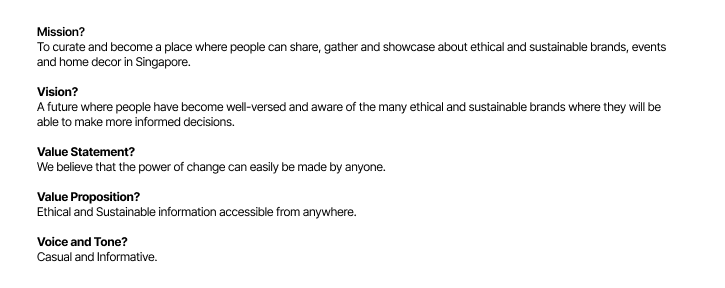 Mission?
To curate and become a place where people can share, gather and showcase about ethical and sustainable brands, events
and home decor in Singapore.
Vision?
A future where people have become well-versed and aware of the many ethical and sustainable brands where they will be
able to make more informed decisions.
Value Statement?
We believe that the power of change can easily be made by anyone.
Value Proposition?
Ethical and Sustainable information accessible from anywhere.
Voice and Tone?
Casual and Informative.